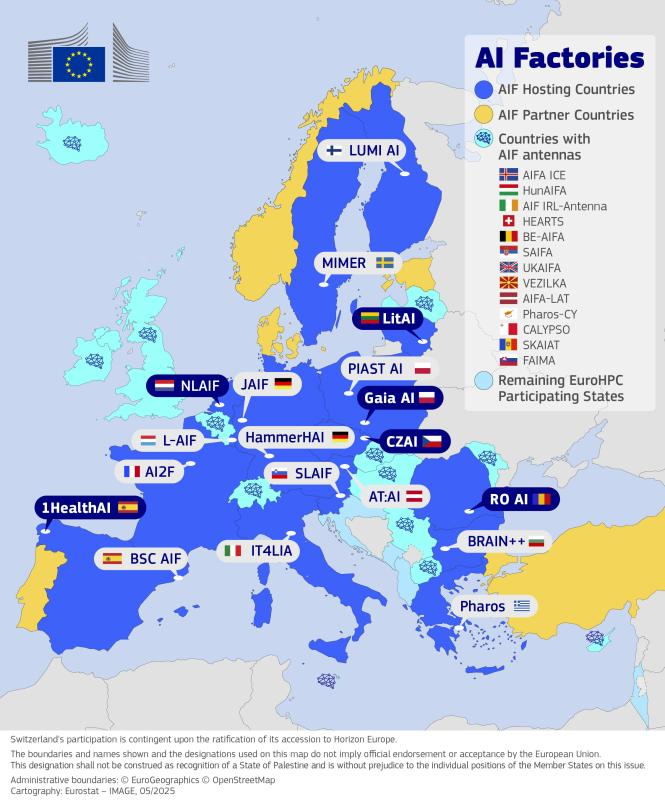 AI Factories
AIF Hosting Countries
AIF Partner Countries
Countries with
AIF antennas
AIFA ICE
HunAIFA
AIF IRL-Antenna
HEARTS
BE-AIFA
SAIFA
UKAIFA
VEZILKA
AIFA-LAT
Pharos-CY
CALYPSO
SKAIAT
FAIMA
Remaining EuroHPC
Participating States
LUMI AI
MIMER
LitAI
PIAST AI
NLAIF
JAIF
Gaia AI
L-AIF
HammerHAI
CZAI
AI2F
SLAIF
AT:AI
RO AI
1HealthAI
BRAIN++
BSC AIF
IT4LIA
Pharos
Switzerland's participation is contingent upon the ratification of its accession to Horizon Europe.
The boundaries and names shown and the designations used on this map do not imply official endorsement or acceptance by the European Union.
This designation shall not be construed as recognition of a State of Palestine and is without prejudice to the individual positions of the Member States on this issue.
Administrative boundaries: © EuroGeographics © OpenStreetMap
Cartography: Eurostat – IMAGE, 05/2025